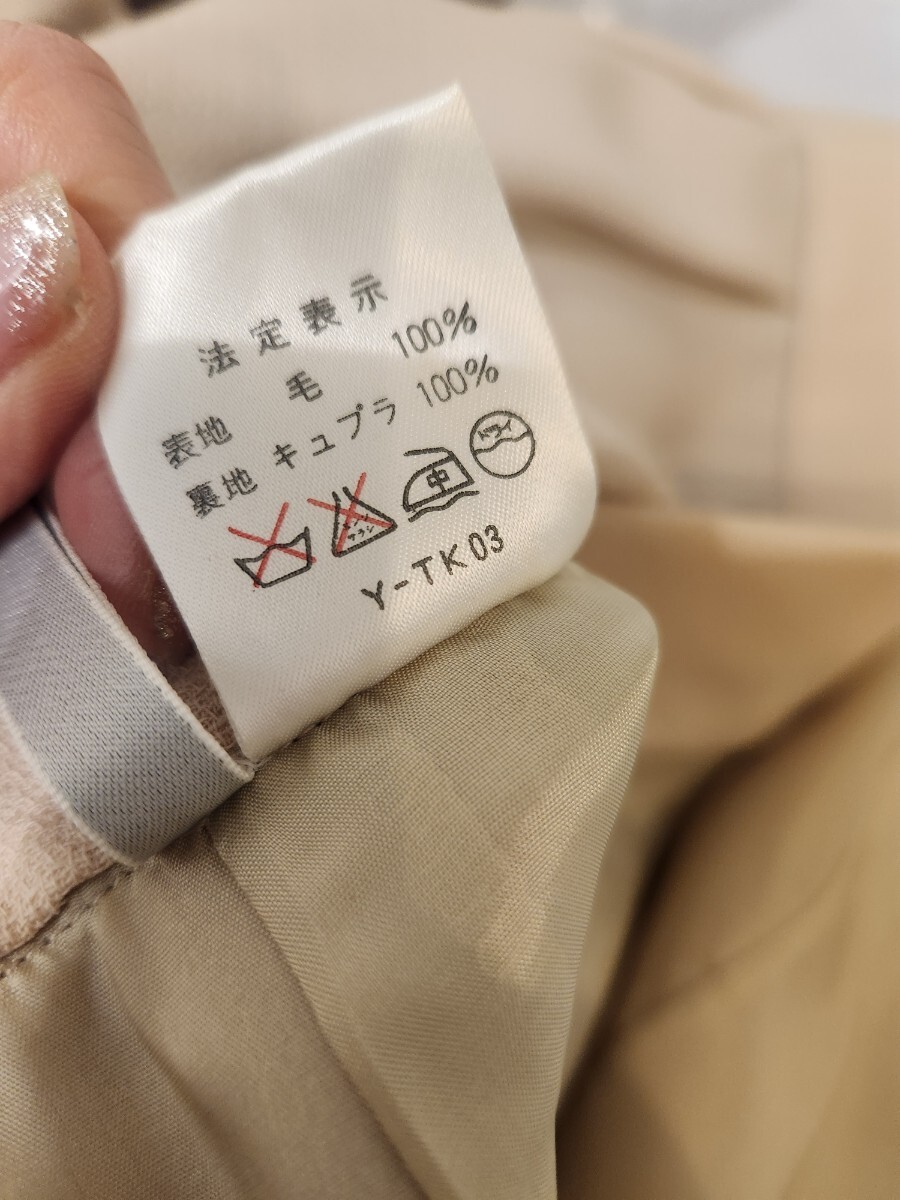 法定表示
表地 毛 100%
裏地 キュプラ 100%
中 ドライ
Y-TK03